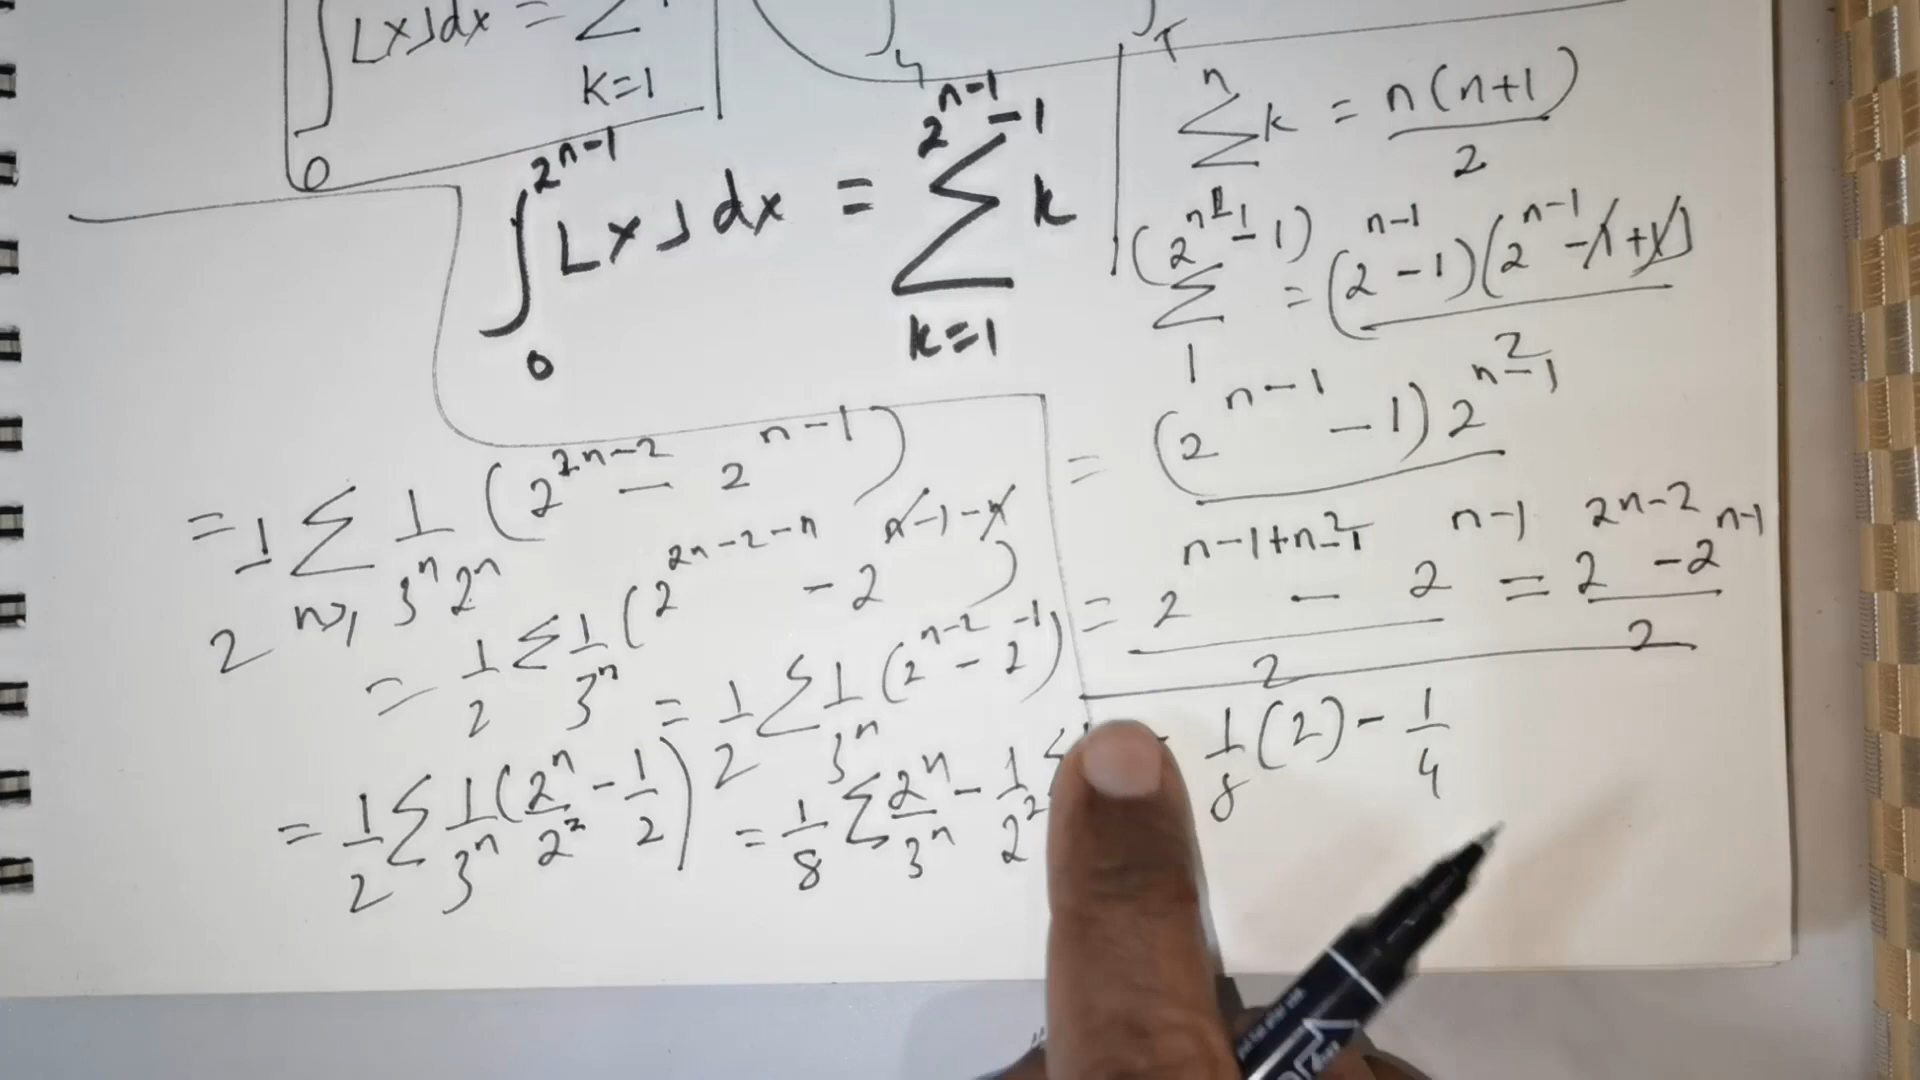 ∫₀ ⌊x⌋dx = Σ k=1
∫₀^{2^{n-1}} ⌊x⌋dx = Σ_{k=1}^{2^{n-1}-1} k
Σ^n k = n(n+1)/2
Σ_1^{(2^{n-1}-1)} = (2^{n-1}-1)(2^{n-1}-1+1)/2
= (2^{n-1}-1)2^{n-1}
= (2^{n-1+n-1} - 2^{n-1})/2 = (2^{2n-2}-2^{n-1})/2
= 1/2 Σ 1/(3^n 2^n) (2^{2n-2} - 2^{n-1})
= 1/2 Σ 1/3^n (2^{2n-2-n} - 2^{n-1-n})
= 1/2 Σ 1/3^n (2^{n-2} - 2^{-1})
= 1/2 Σ 1/3^n (2^n/2^2 - 1/2) = 1/8 Σ 2^n/3^n - 1/2^2 Σ
1/8 (2) - 1/4